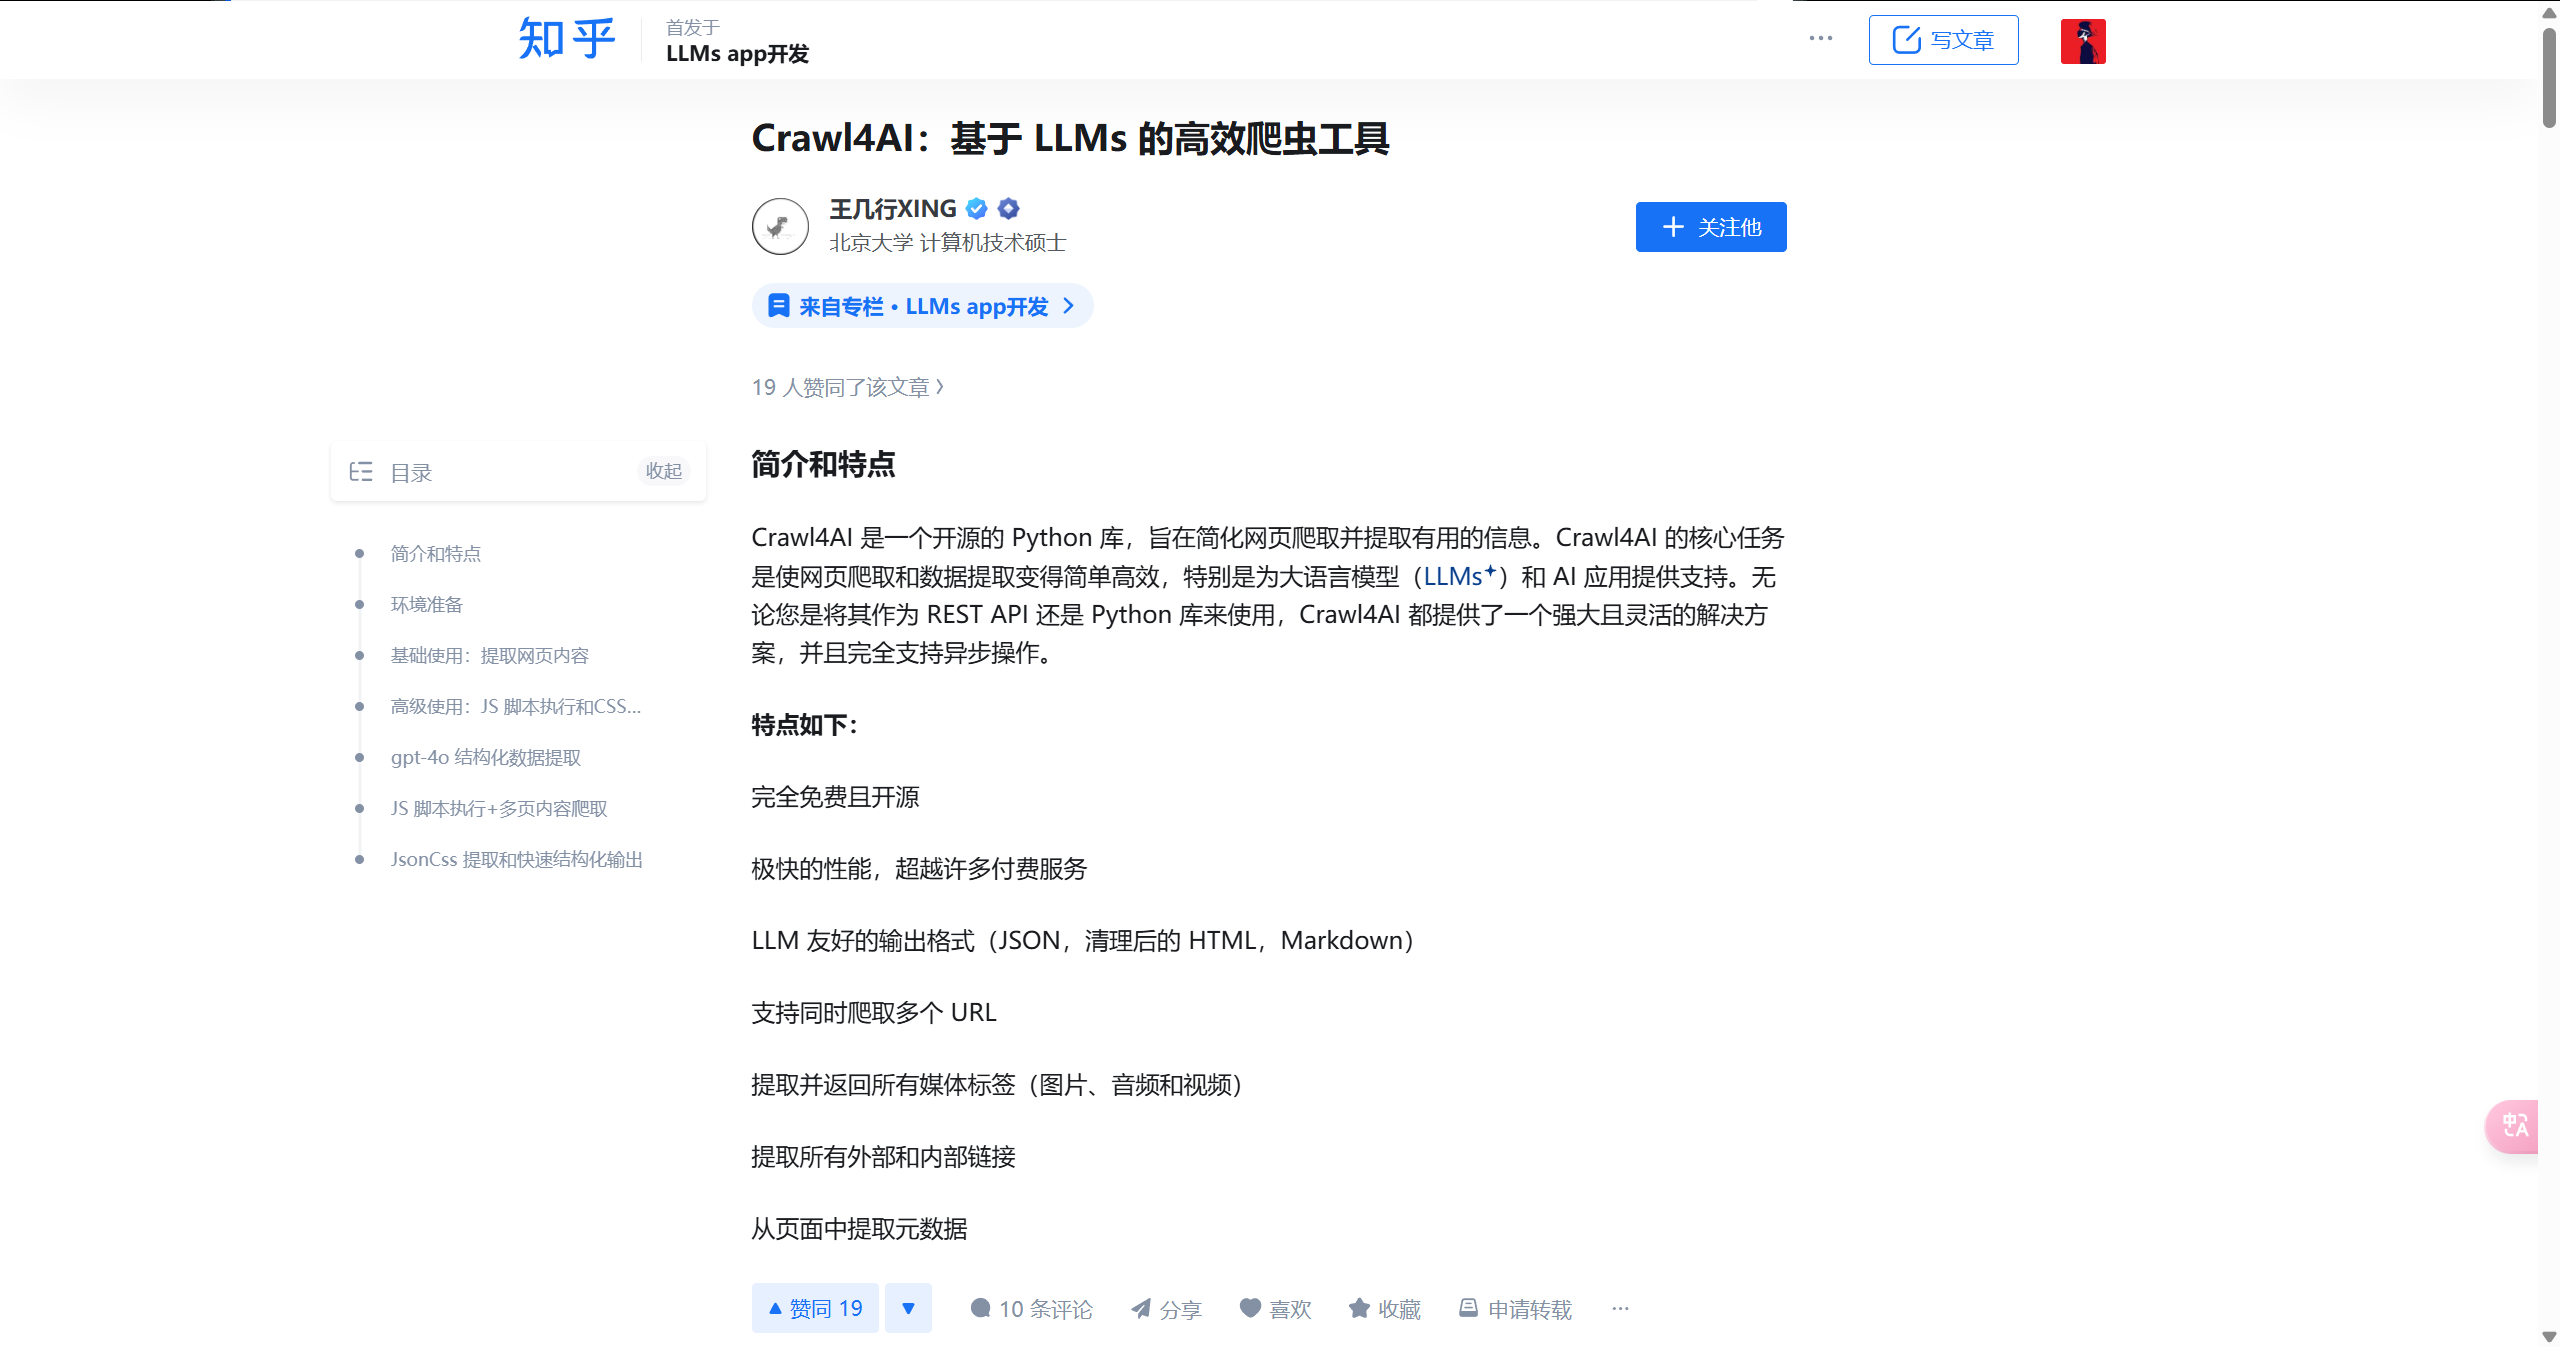 知乎
首发于
LLMs app开发
写文章
Crawl4AI：基于 LLMs 的高效爬虫工具
王几行XING
北京大学 计算机技术硕士
关注他
来自专栏 • LLMs app开发
19 人赞同了该文章
目录
收起
简介和特点
环境准备
基础使用：提取网页内容
高级使用：JS 脚本执行和CSS...
gpt-4o 结构化数据提取
JS 脚本执行+多页内容爬取
JsonCss 提取和快速结构化输出
简介和特点
Crawl4AI 是一个开源的 Python 库，旨在简化网页爬取并提取有用的信息。Crawl4AI 的核心任务
是使网页爬取和数据提取变得简单高效，特别是为大语言模型（LLMs）和 AI 应用提供支持。无
论您是将其作为 REST API 还是 Python 库来使用，Crawl4AI 都提供了一个强大且灵活的解决方
案，并且完全支持异步操作。
特点如下：
完全免费且开源
极快的性能，超越许多付费服务
LLM 友好的输出格式（JSON，清理后的 HTML，Markdown）
支持同时爬取多个 URL
提取并返回所有媒体标签（图片、音频和视频）
提取所有外部和内部链接
从页面中提取元数据
赞同 19
10 条评论
分享
喜欢
收藏
申请转载
中A